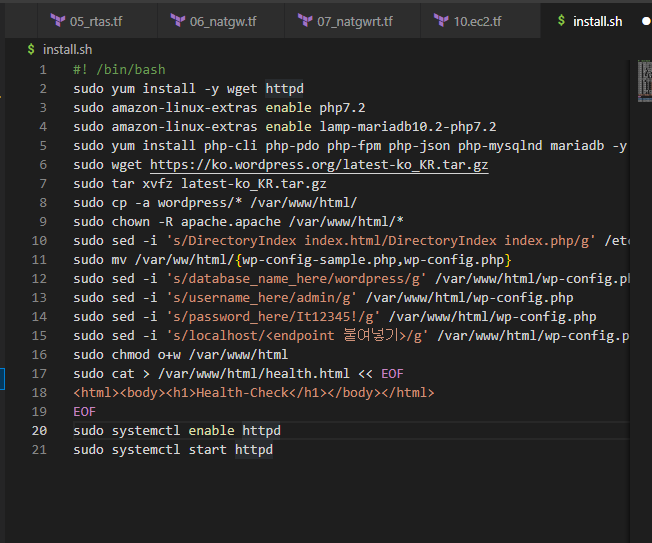 05_rtas.tf 06_natgw.tf 07_natgwrt.tf 10.ec2.tf $ install.sh
$ install.sh
1 #! /bin/bash
2 sudo yum install -y wget httpd
3 sudo amazon-linux-extras enable php7.2
4 sudo amazon-linux-extras enable lamp-mariadb10.2-php7.2
5 sudo yum install php-cli php-pdo php-fpm php-json php-mysqlnd mariadb -y
6 sudo wget https://ko.wordpress.org/latest-ko_KR.tar.gz
7 sudo tar xvfz latest-ko_KR.tar.gz
8 sudo cp -a wordpress/* /var/www/html/
9 sudo chown -R apache.apache /var/www/html/*
10 sudo sed -i 's/DirectoryIndex index.html/DirectoryIndex index.php/g' /etc
11 sudo mv /var/ww/html/{wp-config-sample.php,wp-config.php}
12 sudo sed -i 's/database_name_here/wordpress/g' /var/www/html/wp-config.ph
13 sudo sed -i 's/username_here/admin/g' /var/www/html/wp-config.php
14 sudo sed -i 's/password_here/It12345!/g' /var/www/html/wp-config.php
15 sudo sed -i 's/localhost/<endpoint 붙여넣기>/g' /var/www/html/wp-config.p
16 sudo chmod o+w /var/www/html
17 sudo cat > /var/www/html/health.html << EOF
18 <html><body><h1>Health-Check</h1></body></html>
19 EOF
20 sudo systemctl enable httpd
21 sudo systemctl start httpd